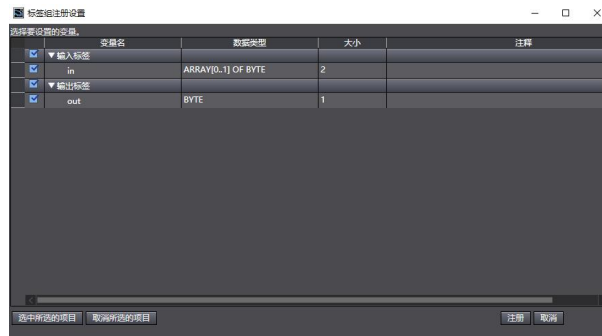 标签组注册设置
选择要设置的变量。
变量名 数据类型 大小 注释
▼输入标签
in ARRAY[0..1] OF BYTE 2
▼输出标签
out BYTE 1
选中所选的项目 取消所选的项目 注册 取消